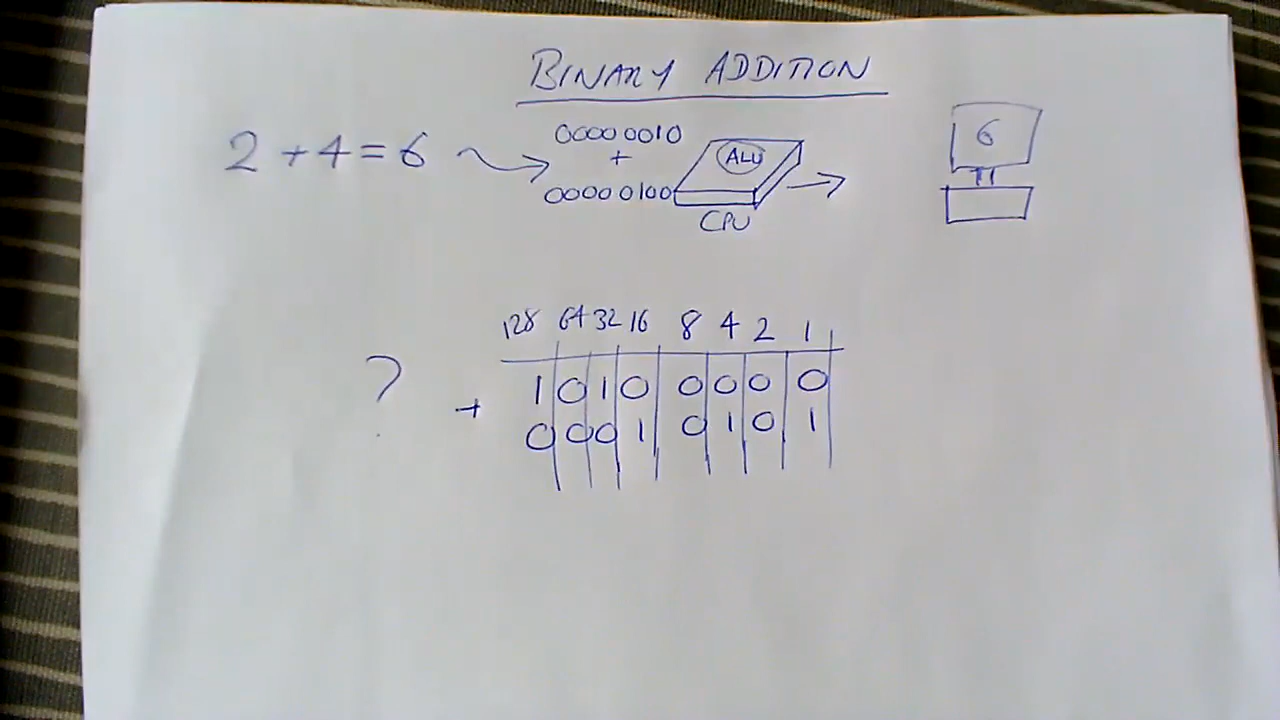 BINARY ADDITION
2 + 4 = 6
00000010
+
00000100
ALU
CPU
6
128 64 32 16 8 4 2 1
?
1 0 1 0 0 0 0 0
+
0 0 0 1 0 1 0 1